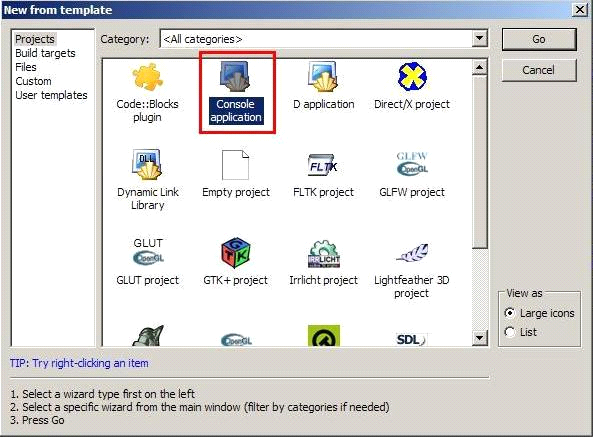 New from template
Projects
Build targets
Files
Custom
User templates
Category:
<All categories>
Go
Cancel
Code::Blocks
plugin
Console
application
D application
Direct/X project
DLL
Dynamic Link
Library
Empty project
FLTK
FLTK project
GLFW
OpenGL
GLFW project
GLUT
OpenGL
GLUT project
GTK+ project
IRRLICHT
Irrlicht project
Lightfeather 3D
project
OpenGL
SDL
View as
Large icons
List
TIP: Try right-clicking an item
1. Select a wizard type first on the left
2. Select a specific wizard from the main window (filter by categories if needed)
3. Press Go